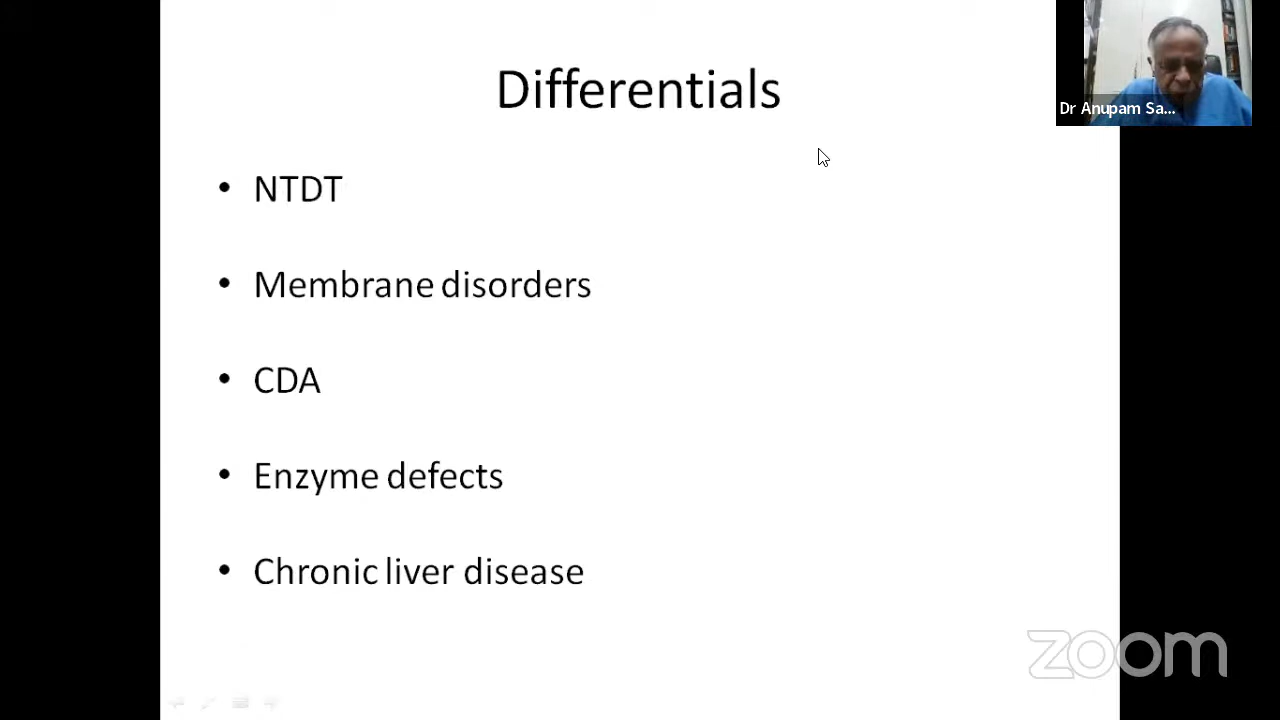 Differentials
Dr Anupam Sa...
• NTDT
• Membrane disorders
• CDA
• Enzyme defects
• Chronic liver disease
zoom